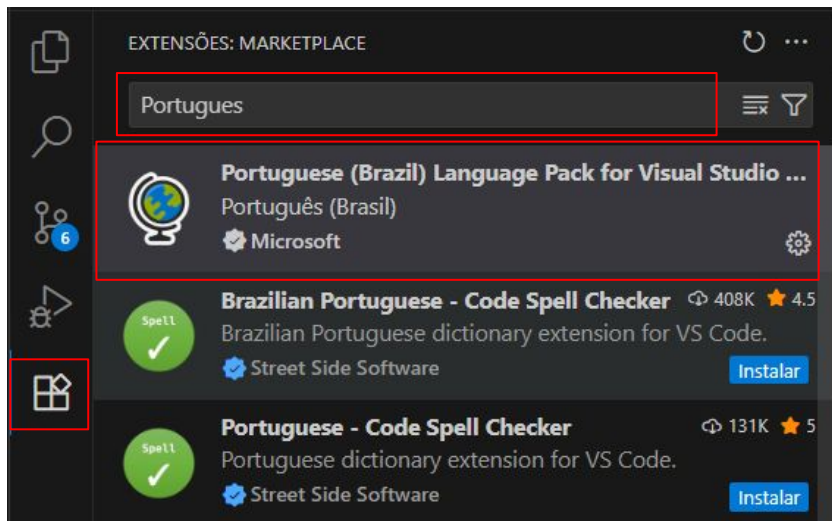 EXTENSÕES: MARKETPLACE
Portugues
Portuguese (Brazil) Language Pack for Visual Studio ...
Português (Brasil)
Microsoft
6
Brazilian Portuguese - Code Spell Checker 408K 4.5
Spell
Brazilian Portuguese dictionary extension for VS Code.
Street Side Software Instalar
Portuguese - Code Spell Checker 131K 5
Spell
Portuguese dictionary extension for VS Code.
Street Side Software Instalar